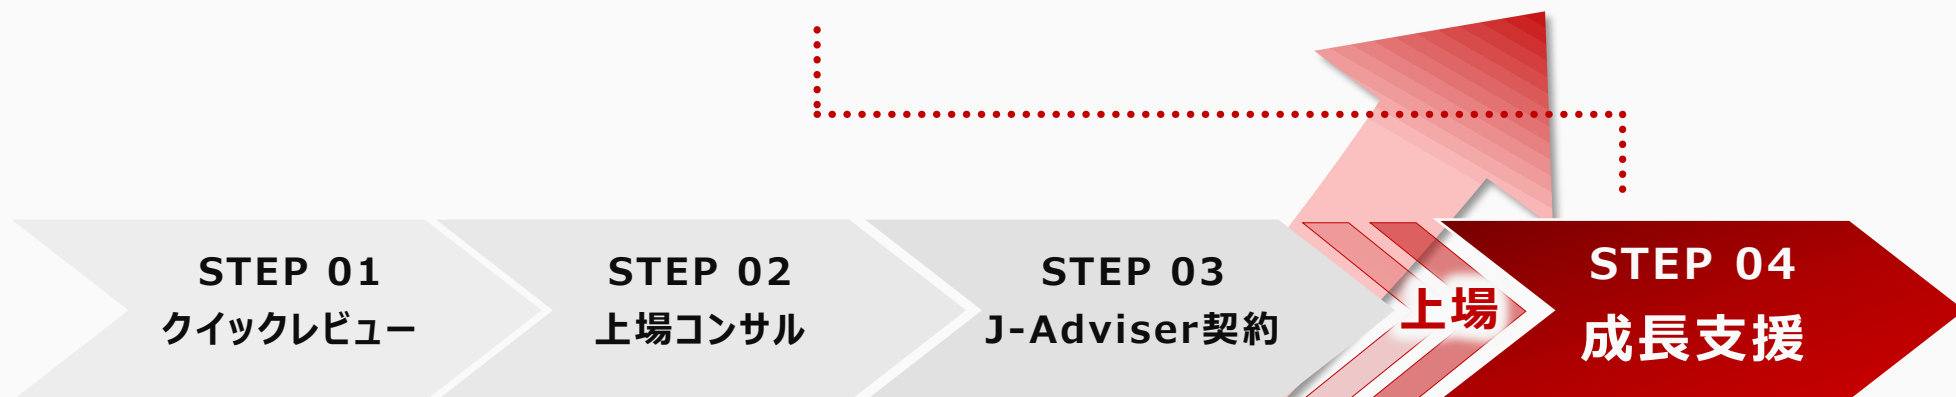 STEP 01
クイックレビュー
STEP 02
上場コンサル
STEP 03
J-Adviser契約
上場
STEP 04
成長支援